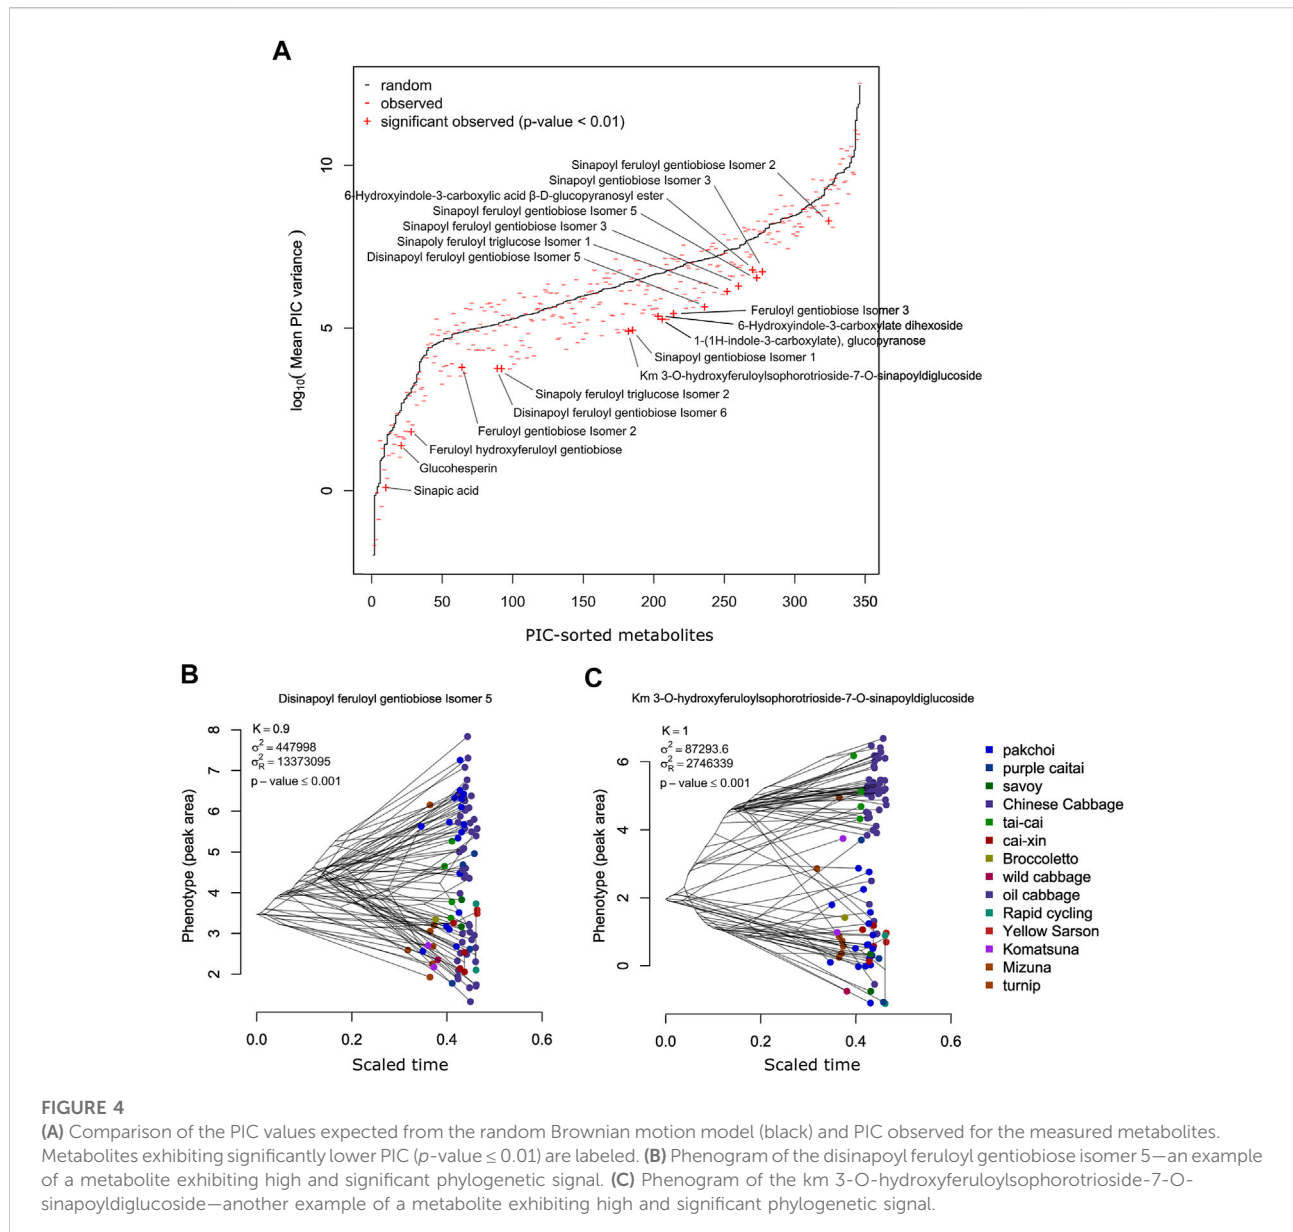 A
- random
- observed
+ significant observed (p-value < 0.01)
Sinapoyl feruloyl gentiobiose Isomer 2
Sinapoyl gentiobiose Isomer 3
6-Hydroxyindole-3-carboxylic acid β-D-glucopyranosyl ester
Sinapoyl feruloyl gentiobiose Isomer 5
Sinapoyl feruloyl gentiobiose Isomer 3
Sinapoly feruloyl triglucose Isomer 1
Disinapoyl feruloyl gentiobiose Isomer 5
Feruloyl gentiobiose Isomer 3
6-Hydroxyindole-3-carboxylate dihexoside
1-(1H-indole-3-carboxylate), glucopyranose
Sinapoyl gentiobiose Isomer 1
Km 3-O-hydroxyferuloylsophorotrioside-7-O-sinapoyldiglucoside
Sinapoly feruloyl triglucose Isomer 2
Disinapoyl feruloyl gentiobiose Isomer 6
Feruloyl gentiobiose Isomer 2
Feruloyl hydroxyferuloyl gentiobiose
Glucohesperin
Sinapic acid
log10( Mean PIC variance )
10
5
0
0 50 100 150 200 250 300 350
PIC-sorted metabolites
B
Disinapoyl feruloyl gentiobiose Isomer 5
K = 0.9
σ² = 447998
σ²R = 13373095
p − value ≤ 0.001
Phenotype (peak area)
8
7
6
5
4
3
2
0.0 0.2 0.4 0.6
Scaled time
C
Km 3-O-hydroxyferuloylsophorotrioside-7-O-sinapoyldiglucoside
K = 1
σ² = 87293.6
σ²R = 2746339
p − value ≤ 0.001
Phenotype (peak area)
6
4
2
0
0.0 0.2 0.4 0.6
Scaled time
pakchoi
purple caitai
savoy
Chinese Cabbage
tai-cai
cai-xin
Broccoletto
wild cabbage
oil cabbage
Rapid cycling
Yellow Sarson
Komatsuna
Mizuna
turnip
FIGURE 4
(A) Comparison of the PIC values expected from the random Brownian motion model (black) and PIC observed for the measured metabolites.
Metabolites exhibiting significantly lower PIC (p-value ≤ 0.01) are labeled. (B) Phenogram of the disinapoyl feruloyl gentiobiose isomer 5—an example
of a metabolite exhibiting high and significant phylogenetic signal. (C) Phenogram of the km 3-O-hydroxyferuloylsophorotrioside-7-O-
sinapoyldiglucoside—another example of a metabolite exhibiting high and significant phylogenetic signal.